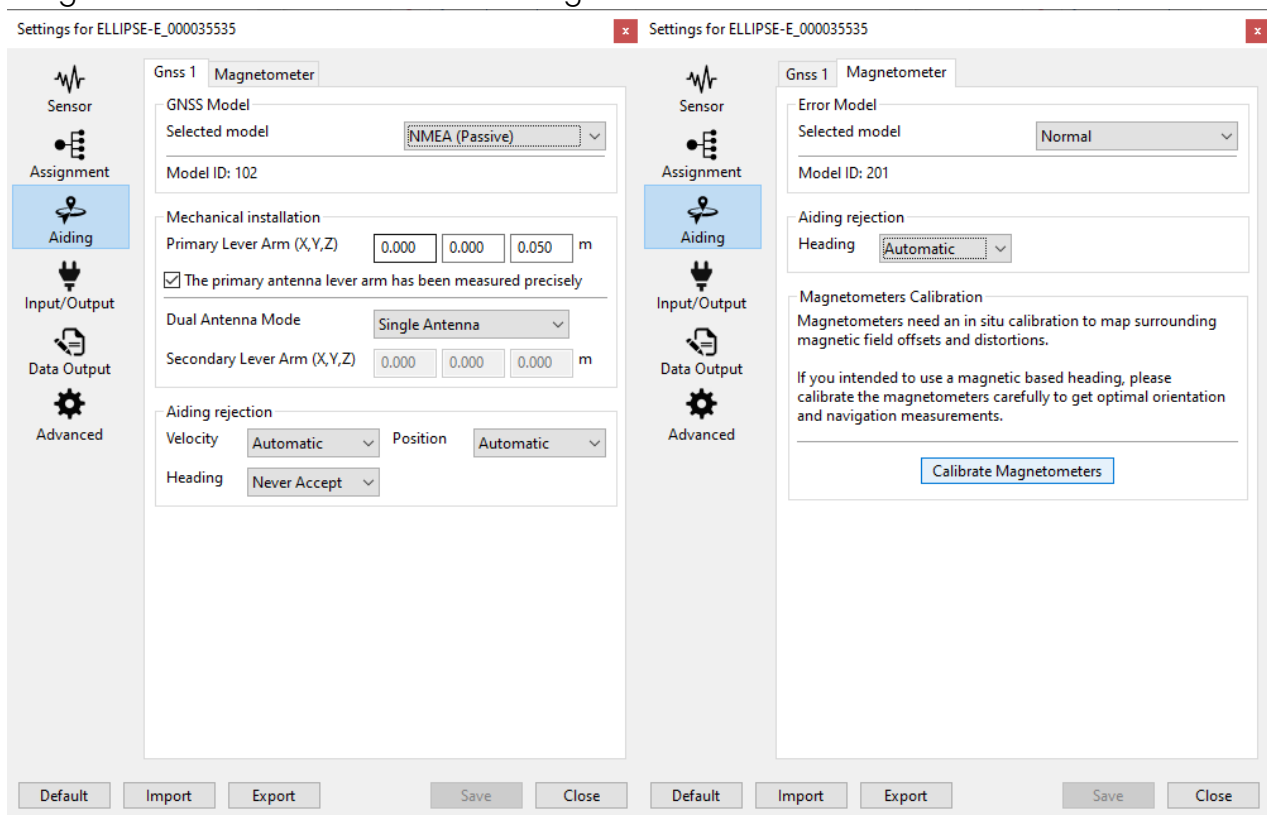 Settings for ELLIPSE-E_000035535
x
Sensor
Assignment
Aiding
Input/Output
Data Output
Advanced
Gnss 1
Magnetometer
GNSS Model
Selected model
NMEA (Passive)
Model ID: 102
Mechanical installation
Primary Lever Arm (X,Y,Z)
0.000
0.000
0.050
m
The primary antenna lever arm has been measured precisely
Dual Antenna Mode
Single Antenna
Secondary Lever Arm (X,Y,Z)
0.000
0.000
0.000
m
Aiding rejection
Velocity
Automatic
Position
Automatic
Heading
Never Accept
Default
Import
Export
Save
Close
Settings for ELLIPSE-E_000035535
x
Sensor
Assignment
Aiding
Input/Output
Data Output
Advanced
Gnss 1
Magnetometer
Error Model
Selected model
Normal
Model ID: 201
Aiding rejection
Heading
Automatic
Magnetometers Calibration
Magnetometers need an in situ calibration to map surrounding
magnetic field offsets and distortions.
If you intended to use a magnetic based heading, please
calibrate the magnetometers carefully to get optimal orientation
and navigation measurements.
Calibrate Magnetometers
Default
Import
Export
Save
Close